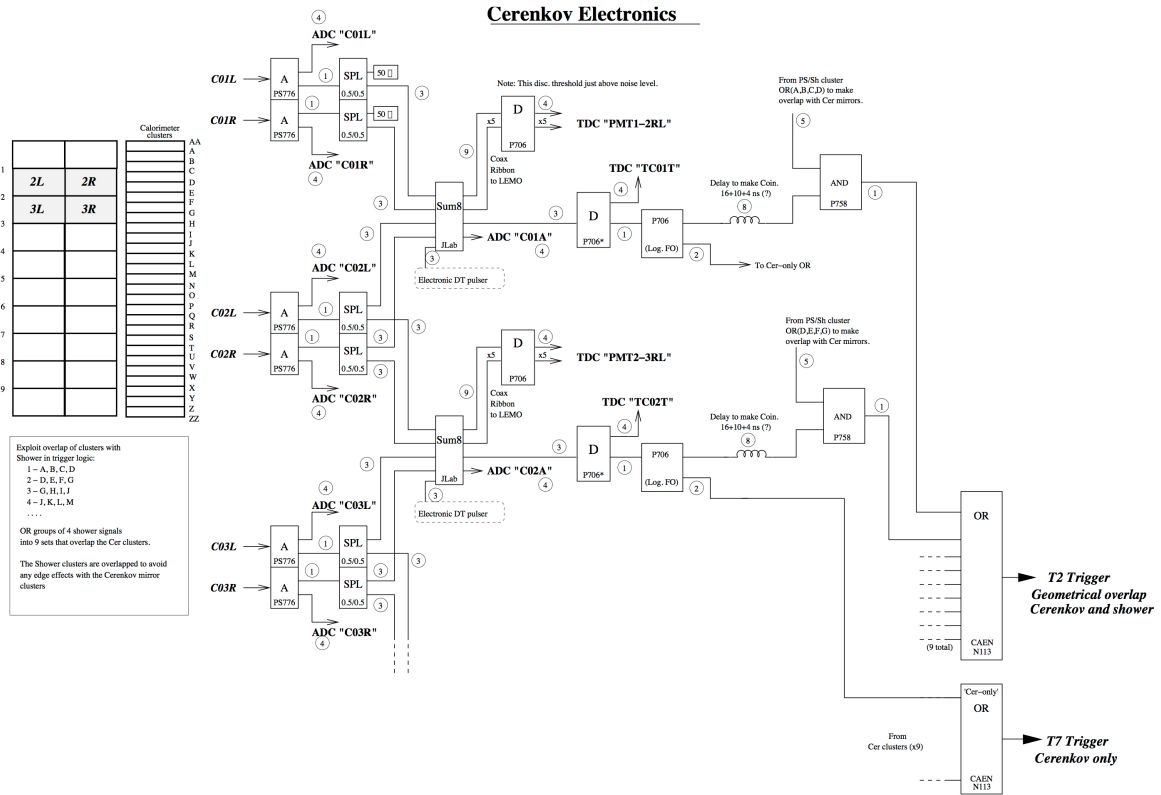 Cerenkov Electronics
4
ADC "C01L"
C01L
A
PS776
1
SPL
0.5/0.5
50
3
C01R
A
PS776
1
SPL
0.5/0.5
50
ADC "C01R"
4
Note: This disc. threshold just above noise level.
D
P706
x5
4
x5
TDC "PMT1-2RL"
9
Coax
Ribbon
to LEMO
From PS/Sh cluster
OR(A,B,C,D) to make
overlap with Cer mirrors.
5
AND
P758
1
3
Sum8
JLab
3
3
TDC "TC01T"
4
D
P706*
1
P706
(Log. FO)
2
Delay to make Coin.
16+10+4 ns (?)
8
To Cer-only OR
ADC "C01A"
4
3
Electronic DT pulser
Calorimeter
clusters
AA
A
B
C
D
E
F
G
H
I
J
K
L
M
N
O
P
Q
R
S
T
U
V
W
X
Y
Z
ZZ
1
2
3
4
5
6
7
8
9
2L
2R
3L
3R
4
ADC "C02L"
C02L
A
PS776
1
SPL
0.5/0.5
3
C02R
A
PS776
1
SPL
0.5/0.5
3
3
ADC "C02R"
4
D
P706
x5
4
x5
TDC "PMT2-3RL"
9
Coax
Ribbon
to LEMO
From PS/Sh cluster
OR(D,E,F,G) to make
overlap with Cer mirrors.
5
AND
P758
1
Sum8
JLab
3
3
TDC "TC02T"
4
D
P706*
1
P706
(Log. FO)
2
Delay to make Coin.
16+10+4 ns (?)
8
ADC "C02A"
4
3
Electronic DT pulser
Exploit overlap of clusters with
Shower in trigger logic:
1 – A, B, C, D
2 – D, E, F, G
3 – G, H, I, J
4 – J, K, L, M
. . . .
OR groups of 4 shower signals
into 9 sets that overlap the Cer clusters.
The Shower clusters are overlapped to avoid
any edge effects with the Cerenkov mirror
clusters
4
ADC "C03L"
C03L
A
PS776
1
SPL
0.5/0.5
3
C03R
A
PS776
1
SPL
0.5/0.5
3
3
ADC "C03R"
4
OR
CAEN
N113
(9 total)
T2 Trigger
Geometrical overlap
Cerenkov and shower
'Cer-only'
OR
CAEN
N113
From
Cer clusters (x9)
T7 Trigger
Cerenkov only